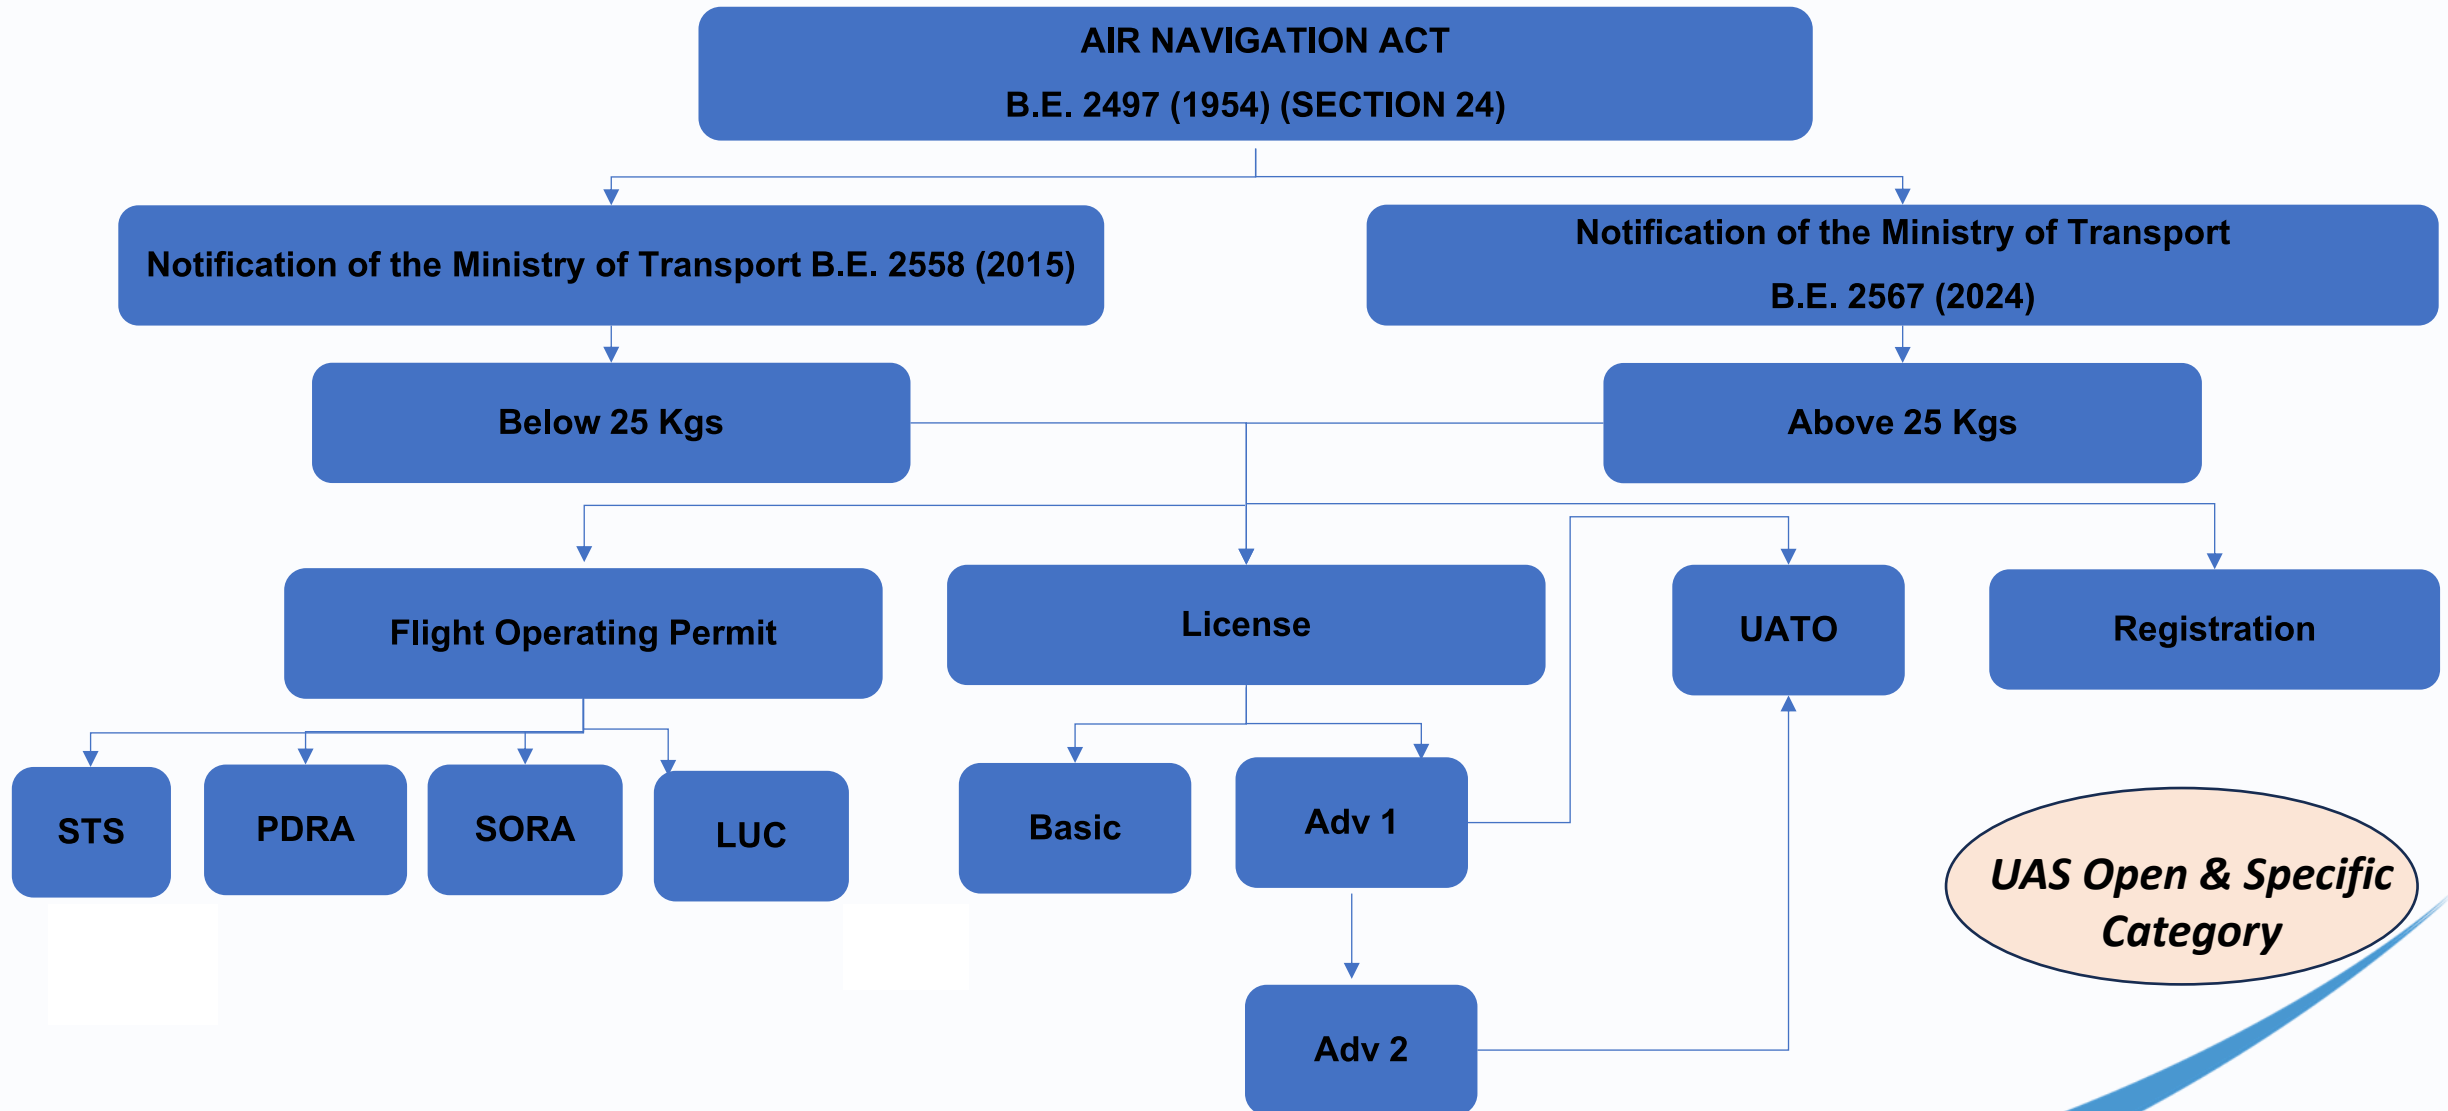 AIR NAVIGATION ACT
B.E. 2497 (1954) (SECTION 24)
Notification of the Ministry of Transport B.E. 2558 (2015)
Notification of the Ministry of Transport
B.E. 2567 (2024)
Below 25 Kgs
Above 25 Kgs
Flight Operating Permit
License
UATO
Registration
STS
PDRA
SORA
LUC
Basic
Adv 1
UAS Open & Specific
Category
Adv 2